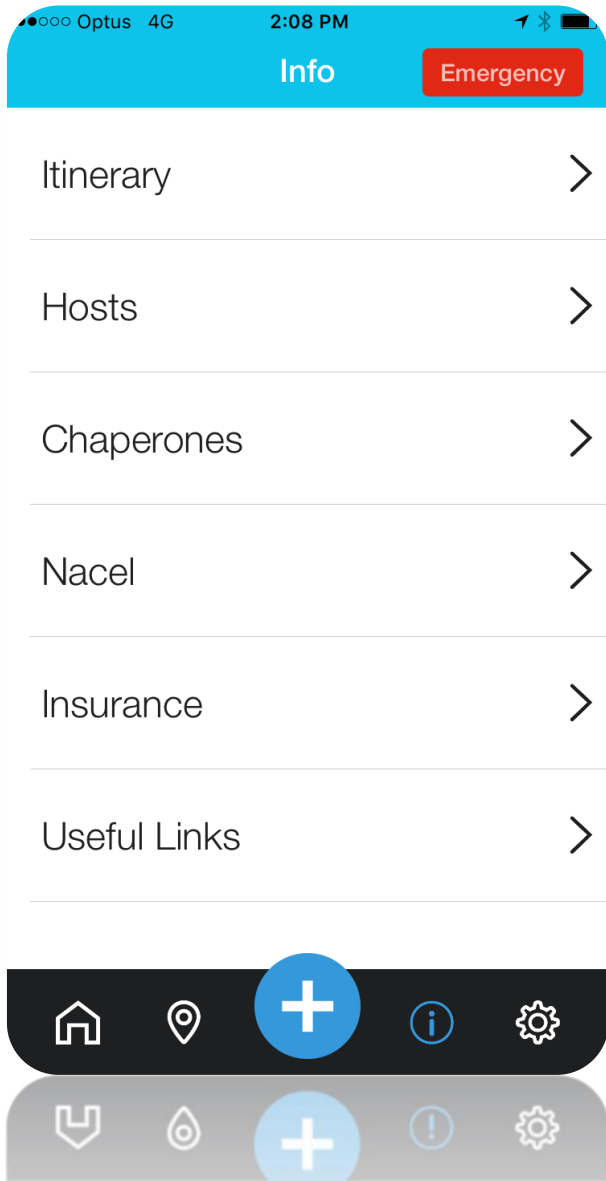 Optus 4G 2:08 PM
Info Emergency
Itinerary
Hosts
Chaperones
Nacel
Insurance
Useful Links